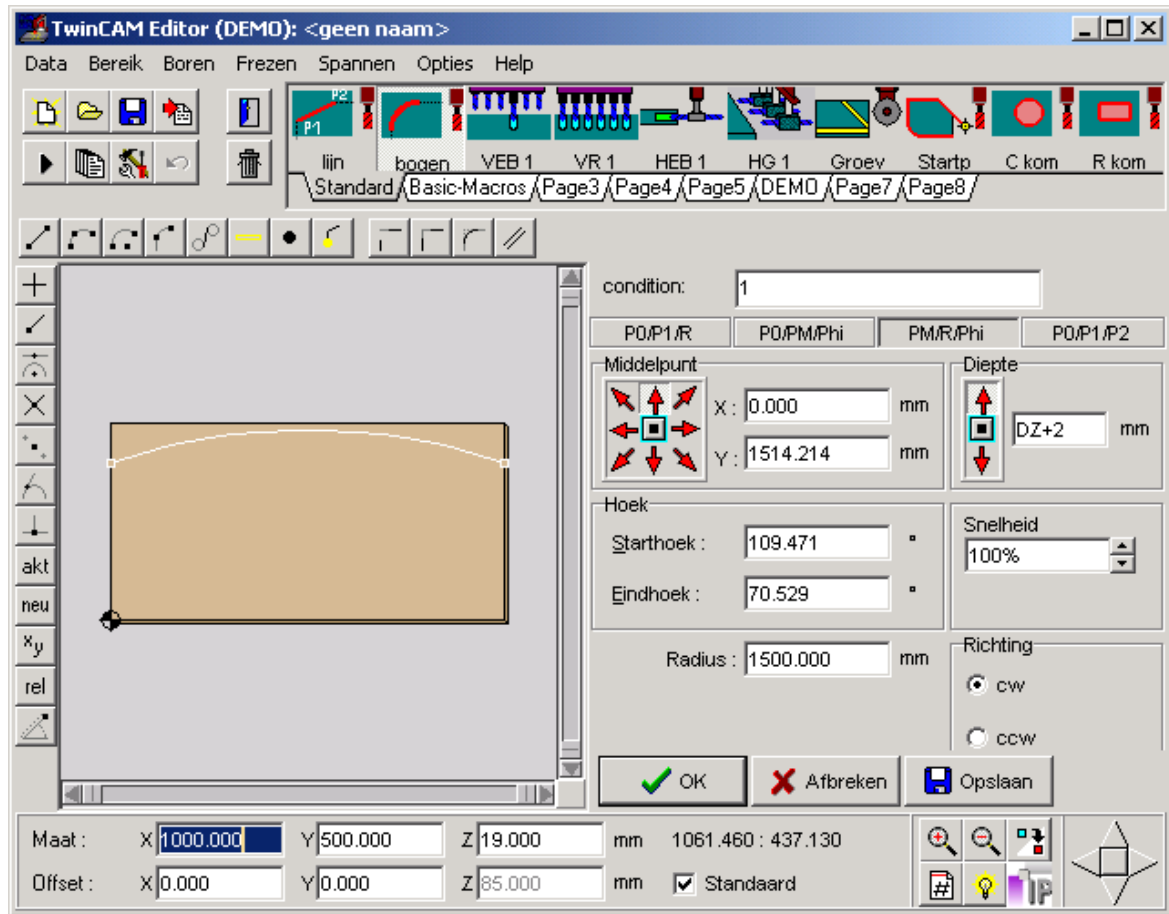 TwinCAM Editor (DEMO): <geen naam>
Data Bereik Boren Frezen Spannen Opties Help
P2
P1
lijn bogen VEB 1 VR 1 HEB 1 HG 1 Groev Startp C kom R kom
Standard Basic-Macros Page3 Page4 Page5 DEMO Page7 Page8
condition: 1
P0/P1/R P0/PM/Phi PM/R/Phi P0/P1/P2
Middelpunt
X : 0.000 mm
Y : 1514.214 mm
Diepte
DZ+2 mm
Hoek
Starthoek : 109.471 °
Eindhoek : 70.529 °
Snelheid
100%
Radius : 1500.000 mm
Richting
cw
ccw
akt
neu
xy
rel
OK Afbreken Opslaan
Maat : X 1000.000 Y 500.000 Z 19.000 mm 1061.460 : 437.130
Offset : X 0.000 Y 0.000 Z 85.000 mm Standaard
#
IP